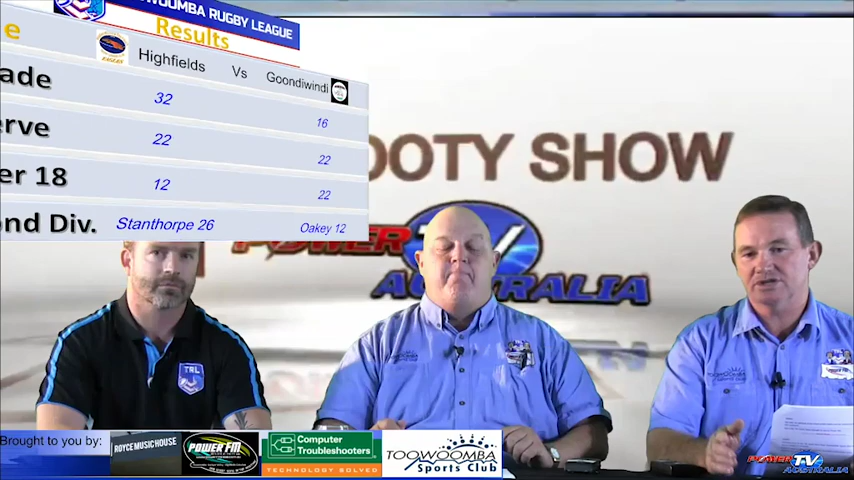 WOOMBA RUGBY LEAGUE
Results
e
Highfields Vs Goondiwindi
ade 32 16
erve 22 22
er 18 12 22
ond Div. Stanthorpe 26 Oakey 12
OOTY SHOW
POWER TV
AUSTRALIA
TRL
TOOWOOMBA
Brought to you by:
ROYCE MUSIC HOUSE
POWER FM
Computer
Troubleshooters
TECHNOLOGY SOLVED
TOOWOOMBA
Sports Club
POWER TV
AUSTRALIA